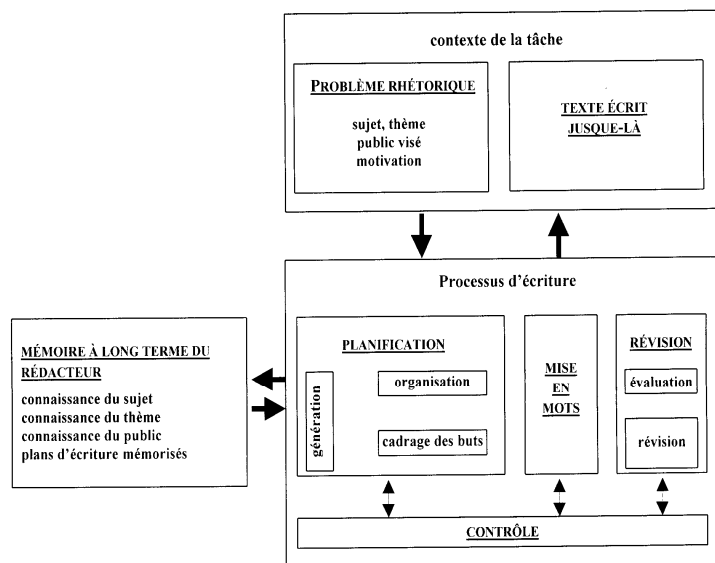 contexte de la tâche
PROBLÈME RHÉTORIQUE
sujet, thème
public visé
motivation
TEXTE ÉCRIT
JUSQUE-LÀ
Processus d'écriture
MÉMOIRE À LONG TERME DU
RÉDACTEUR
connaissance du sujet
connaissance du thème
connaissance du public
plans d'écriture mémorisés
PLANIFICATION
génération
organisation
cadrage des buts
MISE
EN
MOTS
RÉVISION
évaluation
révision
CONTRÔLE